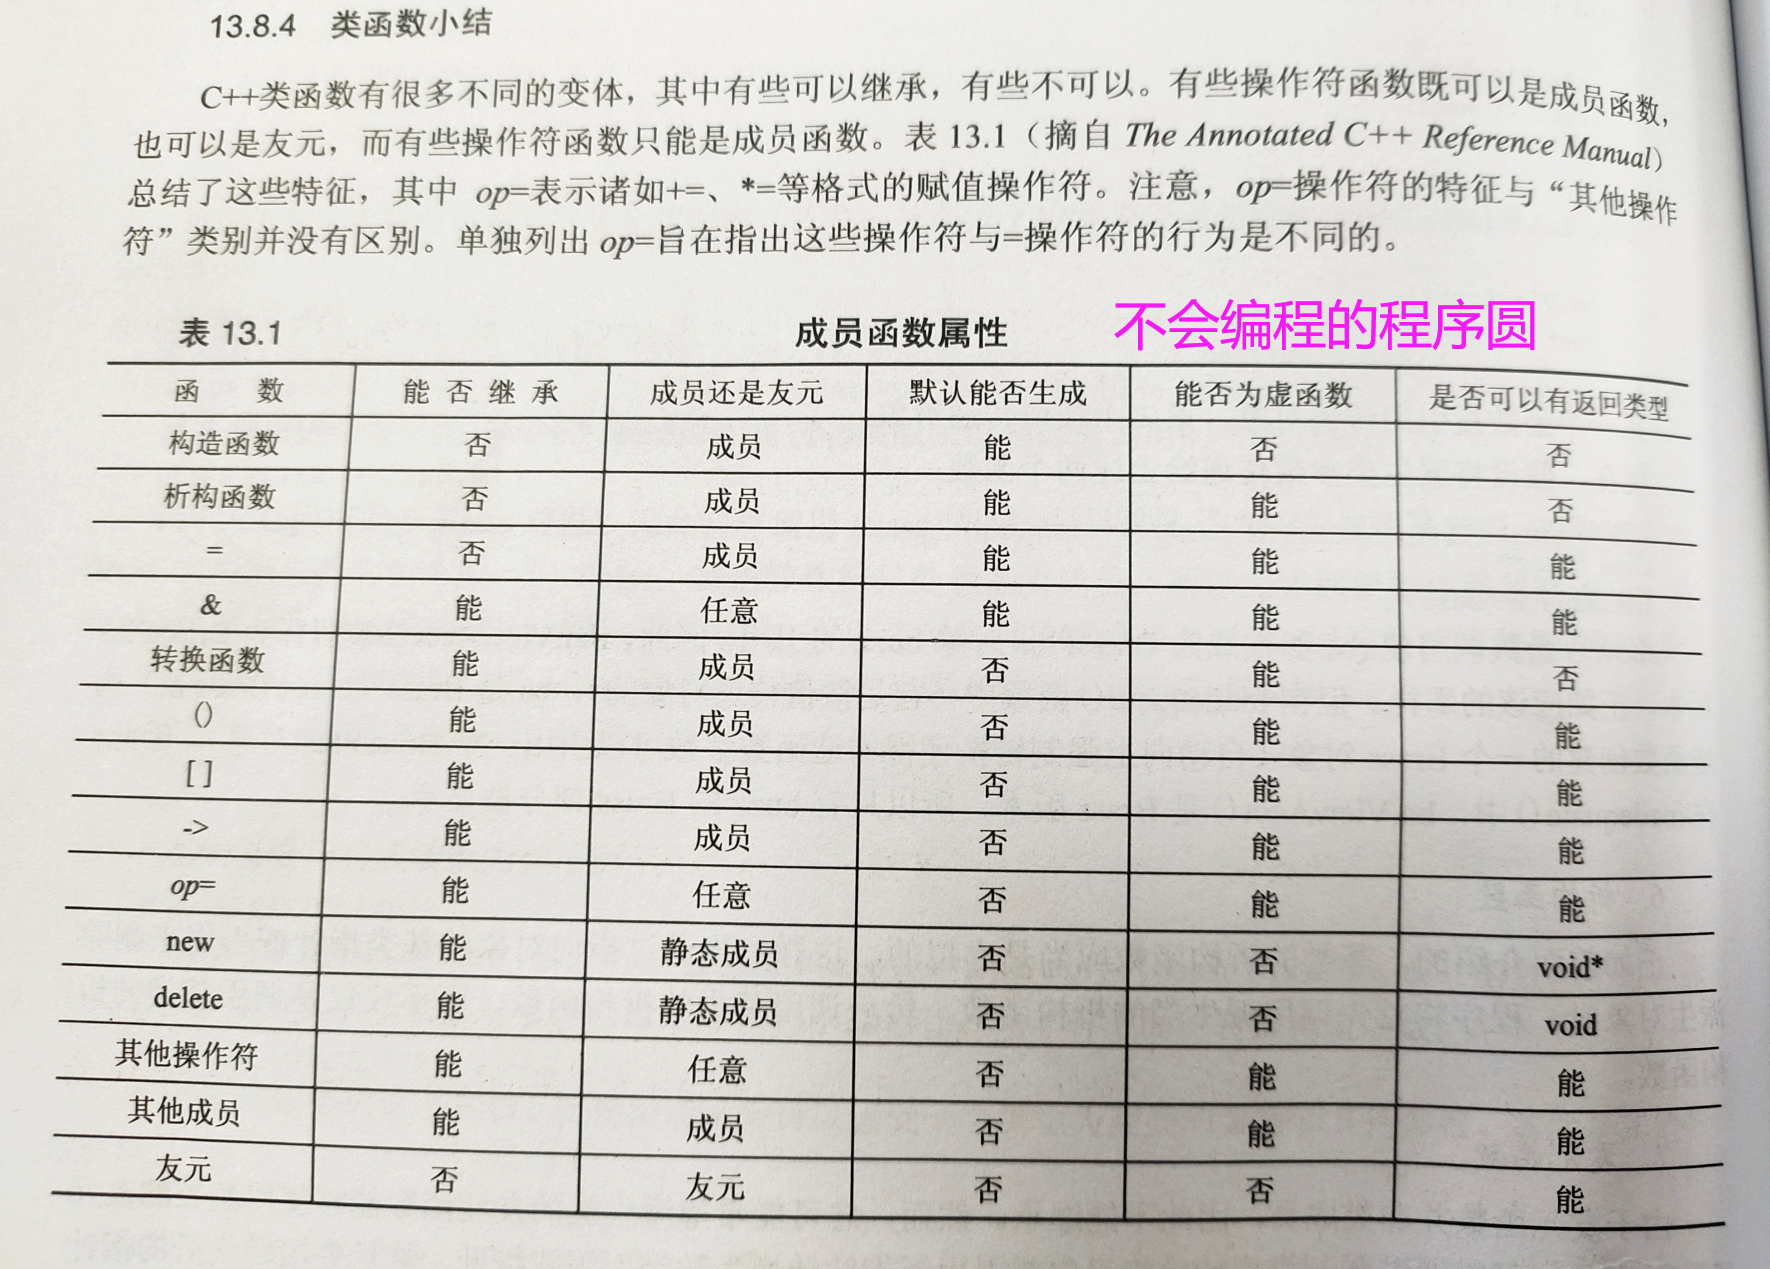 13.8.4 类函数小结
C++类函数有很多不同的变体，其中有些可以继承，有些不可以。有些操作符函数既可以是成员函数，
也可以是友元，而有些操作符函数只能是成员函数。表 13.1（摘自 The Annotated C++ Reference Manual）
总结了这些特征，其中 op=表示诸如+=、*=等格式的赋值操作符。注意，op=操作符的特征与“其他操作
符”类别并没有区别。单独列出 op=旨在指出这些操作符与=操作符的行为是不同的。
表 13.1 成员函数属性 不会编程的程序圆
函数 能否继承 成员还是友元 默认能否生成 能否为虚函数 是否可以有返回类型
构造函数 否 成员 能 否 否
析构函数 否 成员 能 能 否
= 否 成员 能 能 能
& 能 任意 能 能 能
转换函数 能 成员 否 能 否
() 能 成员 否 能 能
[] 能 成员 否 能 能
-> 能 成员 否 能 能
op= 能 任意 否 能 能
new 能 静态成员 否 否 void*
delete 能 静态成员 否 否 void
其他操作符 能 任意 否 能 能
其他成员 能 成员 否 能 能
友元 否 友元 否 否 能